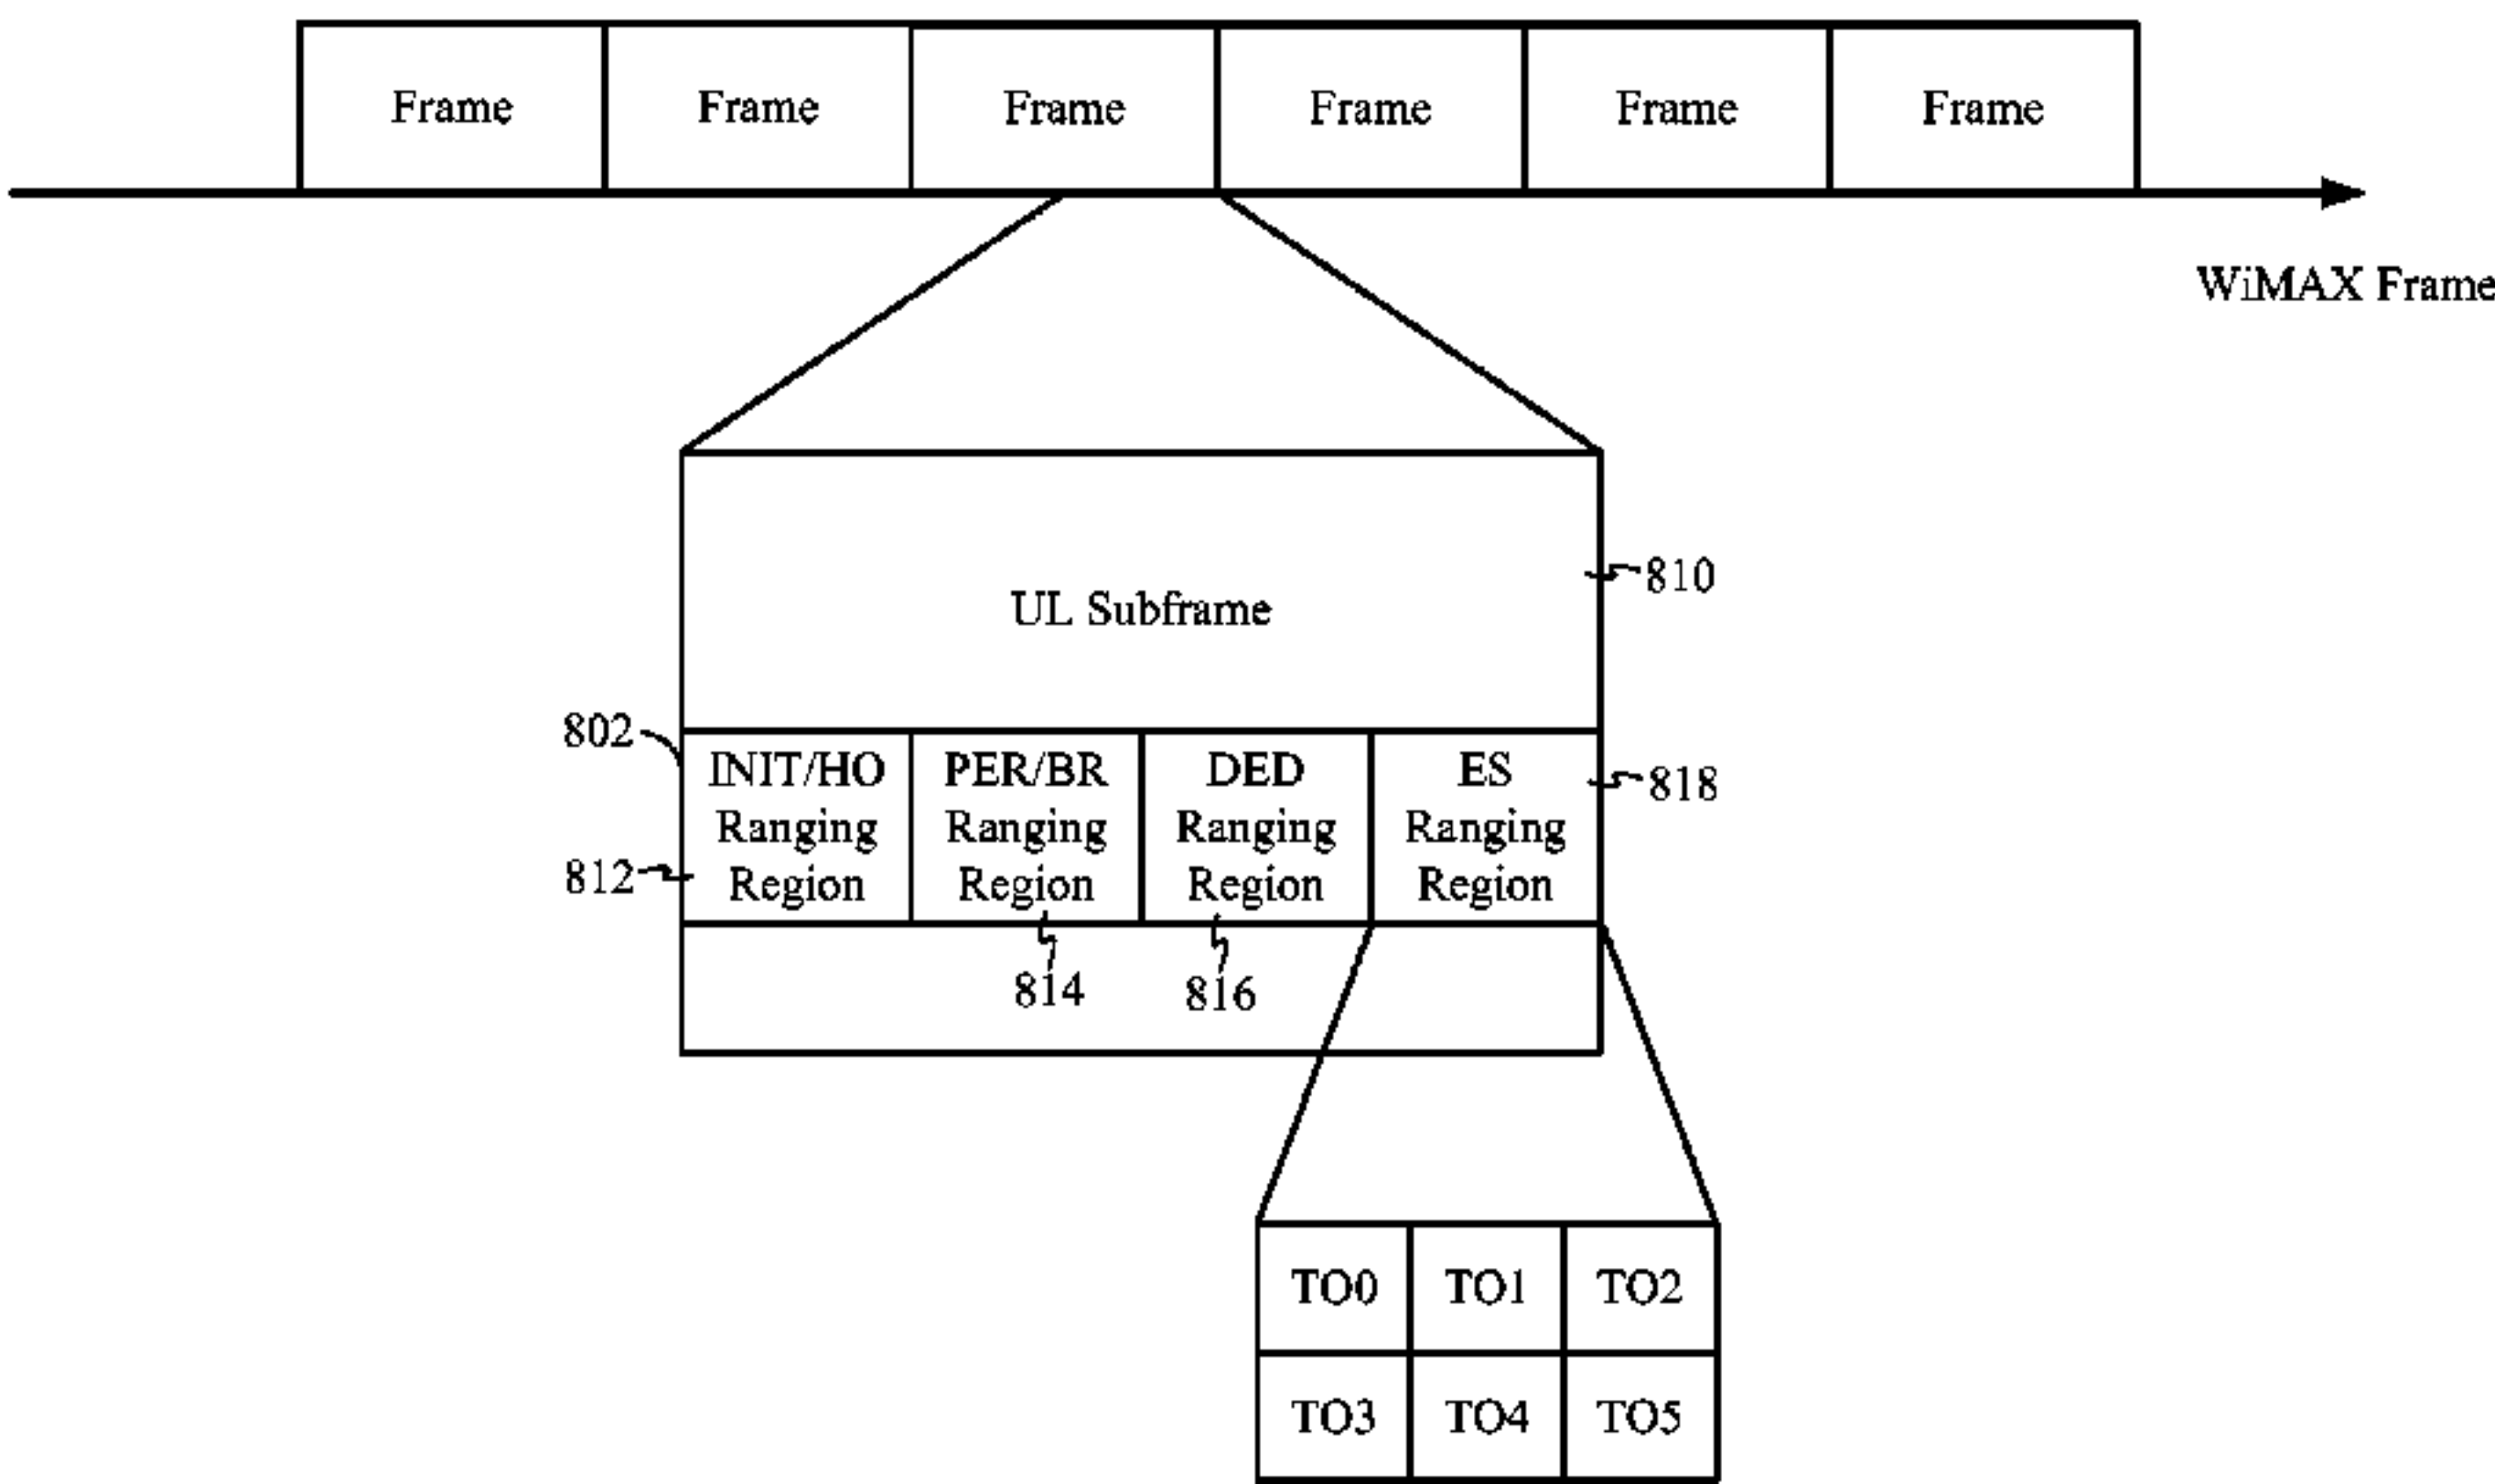 Frame Frame Frame Frame Frame Frame
WiMAX Frame
810
UL Subframe
802
INIT/HO Ranging Region
PER/BR Ranging Region
DED Ranging Region
ES Ranging Region
818
812
814
816
TO0 TO1 TO2
TO3 TO4 TO5